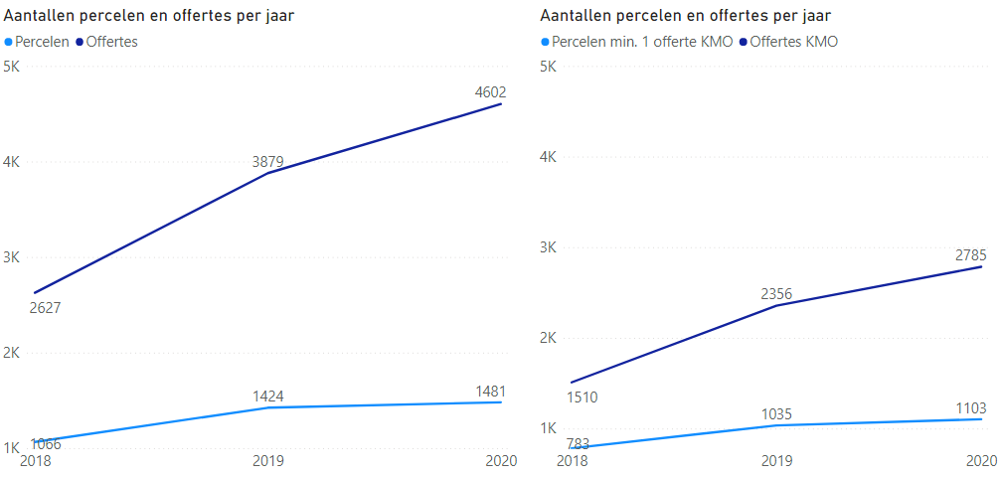 Aantallen percelen en offertes per jaar
Percelen Offertes
5K
4K
3K
2K
1K
4602
3879
2627
1424
1481
1066
2018 2019 2020
Aantallen percelen en offertes per jaar
Percelen min. 1 offerte KMO Offertes KMO
5K
4K
3K
2K
1K
2785
2356
1510
1103
1035
783
2018 2019 2020